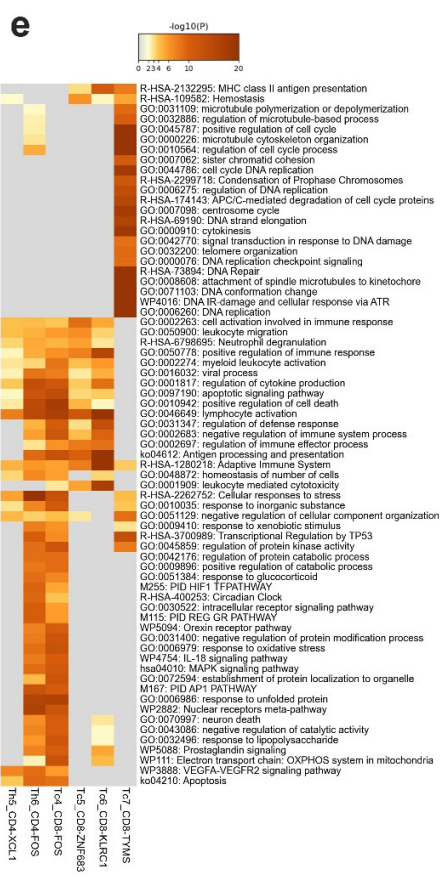 e
-log10(P)
0 2 3 4 6 10 20
R-HSA-2132295: MHC class II antigen presentation
R-HSA-109582: Hemostasis
GO:0031109: microtubule polymerization or depolymerization
GO:0032886: regulation of microtubule-based process
GO:0045787: positive regulation of cell cycle
GO:0000226: microtubule cytoskeleton organization
GO:0010564: regulation of cell cycle process
GO:0007062: sister chromatid cohesion
GO:0044786: cell cycle DNA replication
R-HSA-2299718: Condensation of Prophase Chromosomes
GO:0006275: regulation of DNA replication
R-HSA-174143: APC/C-mediated degradation of cell cycle proteins
GO:0007098: centrosome cycle
R-HSA-69190: DNA strand elongation
GO:0000910: cytokinesis
GO:0042770: signal transduction in response to DNA damage
GO:0032200: telomere organization
GO:0000076: DNA replication checkpoint signaling
R-HSA-73894: DNA Repair
GO:0008608: attachment of spindle microtubules to kinetochore
GO:0071103: DNA conformation change
WP4016: DNA IR-damage and cellular response via ATR
GO:0006260: DNA replication
GO:0002263: cell activation involved in immune response
GO:0050900: leukocyte migration
R-HSA-6798695: Neutrophil degranulation
GO:0050778: positive regulation of immune response
GO:0002274: myeloid leukocyte activation
GO:0016032: viral process
GO:0001817: regulation of cytokine production
GO:0097190: apoptotic signaling pathway
GO:0010942: positive regulation of cell death
GO:0046649: lymphocyte activation
GO:0031347: regulation of defense response
GO:0002683: negative regulation of immune system process
GO:0002697: regulation of immune effector process
ko04612: Antigen processing and presentation
R-HSA-1280218: Adaptive Immune System
GO:0048872: homeostasis of number of cells
GO:0001909: leukocyte mediated cytotoxicity
R-HSA-2262752: Cellular responses to stress
GO:0010035: response to inorganic substance
GO:0051129: negative regulation of cellular component organization
GO:0009410: response to xenobiotic stimulus
R-HSA-3700989: Transcriptional Regulation by TP53
GO:0045859: regulation of protein kinase activity
GO:0042176: regulation of protein catabolic process
GO:0009896: positive regulation of catabolic process
GO:0051384: response to glucocorticoid
M255: PID HIF1 TFPATHWAY
R-HSA-400253: Circadian Clock
GO:0030522: intracellular receptor signaling pathway
M115: PID REG GR PATHWAY
WP5094: Orexin receptor pathway
GO:0031400: negative regulation of protein modification process
GO:0006979: response to oxidative stress
WP4754: IL-18 signaling pathway
hsa04010: MAPK signaling pathway
GO:0072594: establishment of protein localization to organelle
M167: PID AP1 PATHWAY
GO:0006986: response to unfolded protein
WP2882: Nuclear receptors meta-pathway
GO:0070997: neuron death
GO:0043086: negative regulation of catalytic activity
GO:0032496: response to lipopolysaccharide
WP5088: Prostaglandin signaling
WP111: Electron transport chain: OXPHOS system in mitochondria
WP3888: VEGFA-VEGFR2 signaling pathway
ko04210: Apoptosis
Th5_CD4-XCL1
Th6_CD4-FOS
Tc4_CD8-FOS
Tc5_CD8-ZNF683
Tc6_CD8-KLRC1
Tc7_CD8-TYMS